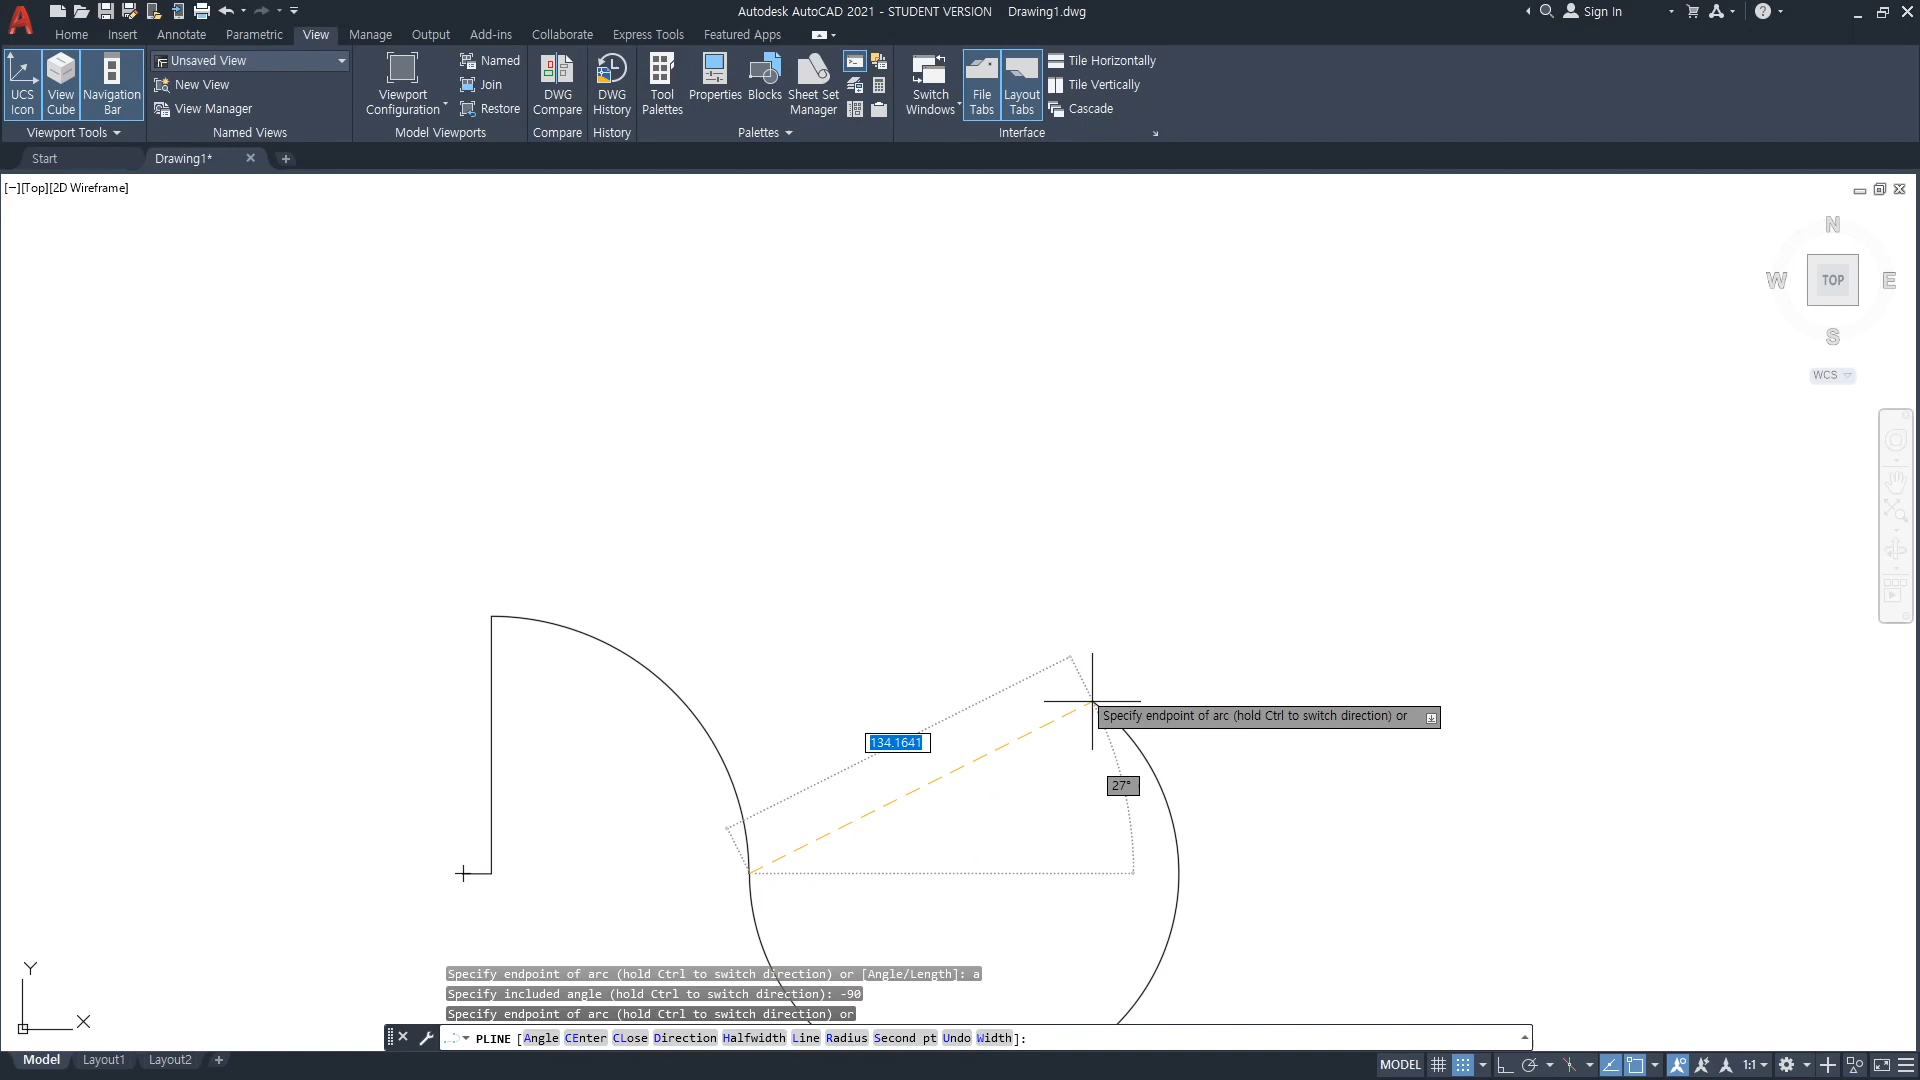 Autodesk AutoCAD 2021 - STUDENT VERSION Drawing1.dwg
Sign In
Home Insert Annotate Parametric View Manage Output Add-ins Collaborate Express Tools Featured Apps
UCS Icon
View Cube
Navigation Bar
Unsaved View
New View
View Manager
Viewport Configuration
Named
Join
Restore
DWG Compare
DWG History
Tool Palettes
Properties
Blocks
Sheet Set Manager
Switch Windows
File Tabs
Layout Tabs
Tile Horizontally
Tile Vertically
Cascade
Viewport Tools Named Views Model Viewports Compare History Palettes Interface
Start Drawing1*
[−][Top][2D Wireframe]
N
W TOP E
S
WCS
Specify endpoint of arc (hold Ctrl to switch direction) or
134.1641
27°
Y
X
Specify endpoint of arc (hold Ctrl to switch direction) or [Angle/Length]: a
Specify included angle (hold Ctrl to switch direction): -90
Specify endpoint of arc (hold Ctrl to switch direction) or
PLINE [Angle CEnter CLose Direction Halfwidth Line Radius Second pt Undo Width]:
Model Layout1 Layout2 +
MODEL 1:1